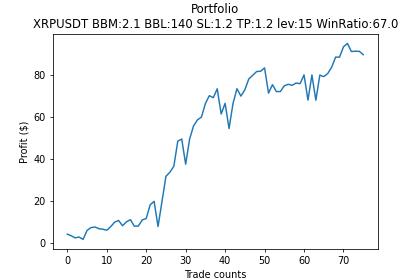 Portfolio
XRPUSDT BBM:2.1 BBL:140 SL:1.2 TP:1.2 lev:15 WinRatio:67.0
Profit ($)
80
60
40
20
0
0 10 20 30 40 50 60 70
Trade counts